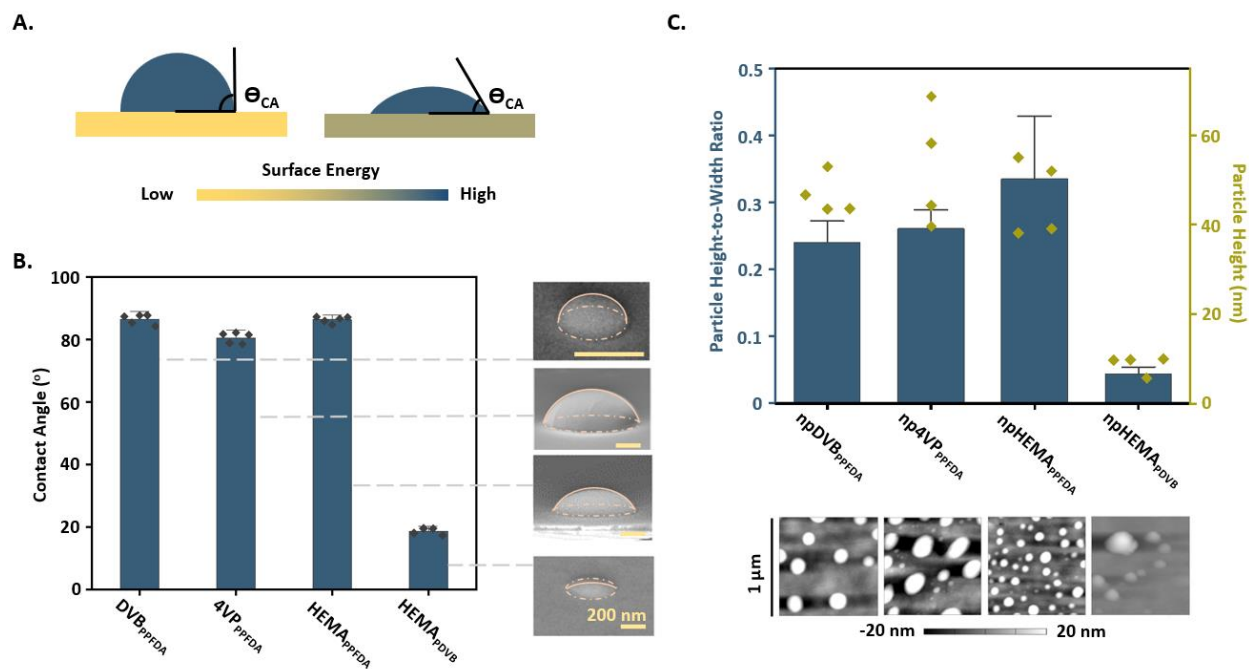 A.
ΘCA
ΘCA
Surface Energy
Low
High
B.
Contact Angle (º)
100
80
60
40
20
0
DVBPPFDA
4VPPPFDA
HEMAPPFDA
HEMAPDVB
200 nm
C.
Particle Height-to-Width Ratio
0.5
0.4
0.3
0.2
0.1
0
60
40
20
0
Particle Height (nm)
npDVBPPFDA
np4VPPPFDA
npHEMAPPFDA
npHEMAPDVB
1 µm
-20 nm
20 nm